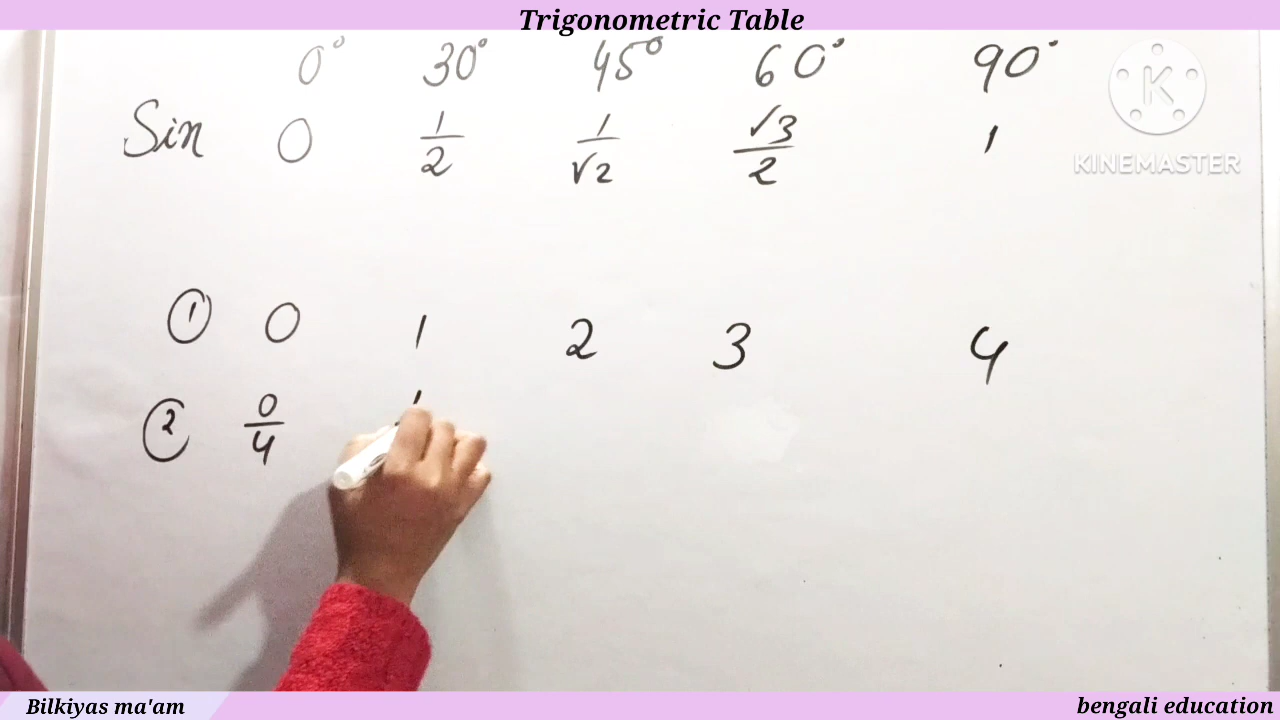 Trigonometric Table
0° 30° 45° 60° 90°
Sin 0 1/2 1/√2 √3/2 1
K
KINEMASTER
① 0 1 2 3 4
② 0/4 1
Bilkiyas ma'am
bengali education